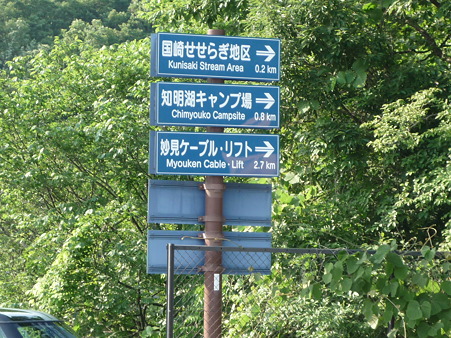 国崎せせらぎ地区 →
Kunisaki Stream Area 0.2 km
知明湖キャンプ場 →
Chimyouko Campsite 0.8 km
妙見ケーブル・リフト →
Myouken Cable・Lift 2.7 km